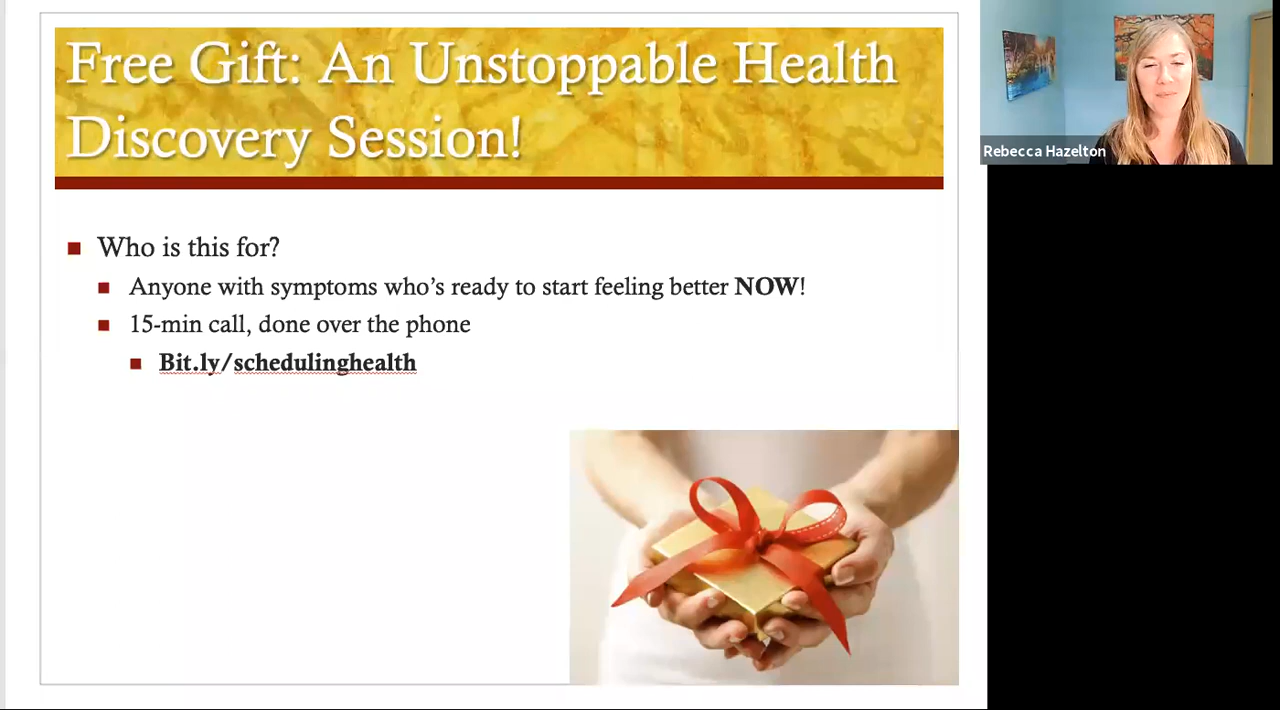 Free Gift: An Unstoppable Health
Discovery Session!
Who is this for?
Anyone with symptoms who’s ready to start feeling better NOW!
15-min call, done over the phone
Bit.ly/schedulinghealth
Rebecca Hazelton